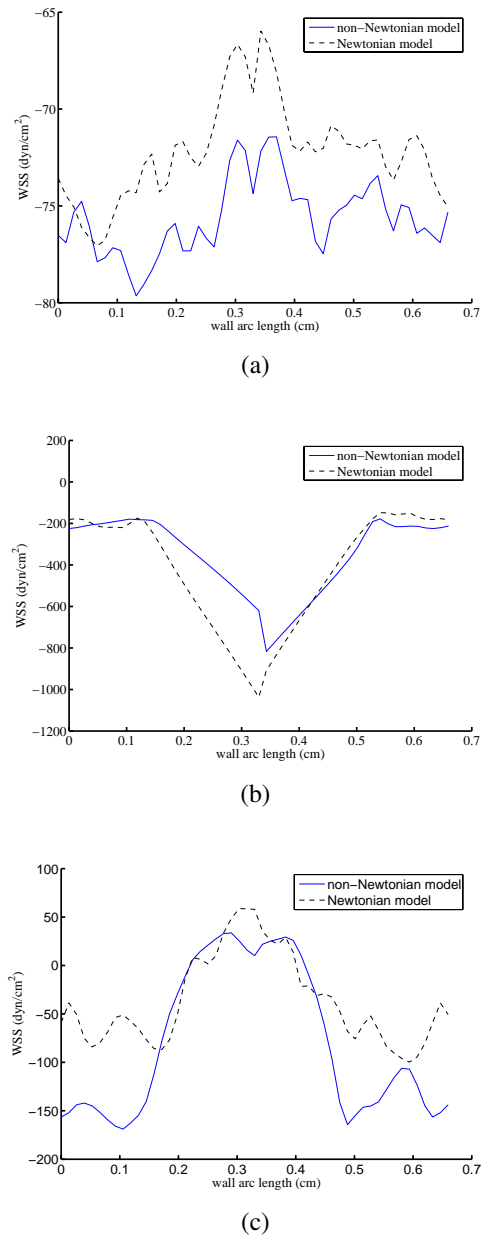 −65
non−Newtonian model
Newtonian model
−70
WSS (dyn/cm²)
−75
−80
0 0.1 0.2 0.3 0.4 0.5 0.6 0.7
wall arc length (cm)
(a)
200
non−Newtonian model
0
Newtonian model
−200
WSS (dyn/cm²)
−400
−600
−800
−1000
−1200
0 0.1 0.2 0.3 0.4 0.5 0.6 0.7
wall arc length (cm)
(b)
100
non−Newtonian model
Newtonian model
50
0
WSS (dyn/cm²)
−50
−100
−150
−200
0 0.1 0.2 0.3 0.4 0.5 0.6 0.7
wall arc length (cm)
(c)